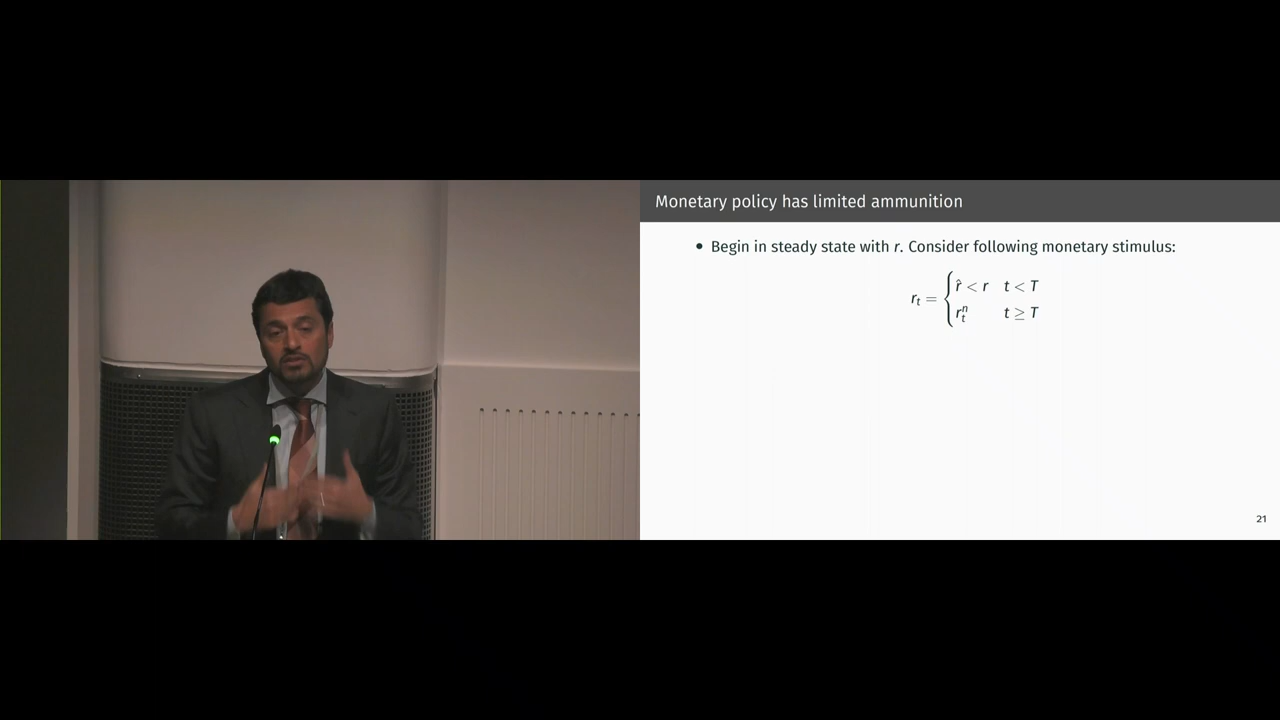 Monetary policy has limited ammunition
• Begin in steady state with r. Consider following monetary stimulus:
r_t = { r̂ < r   t < T
r_t^n   t ≥ T
21